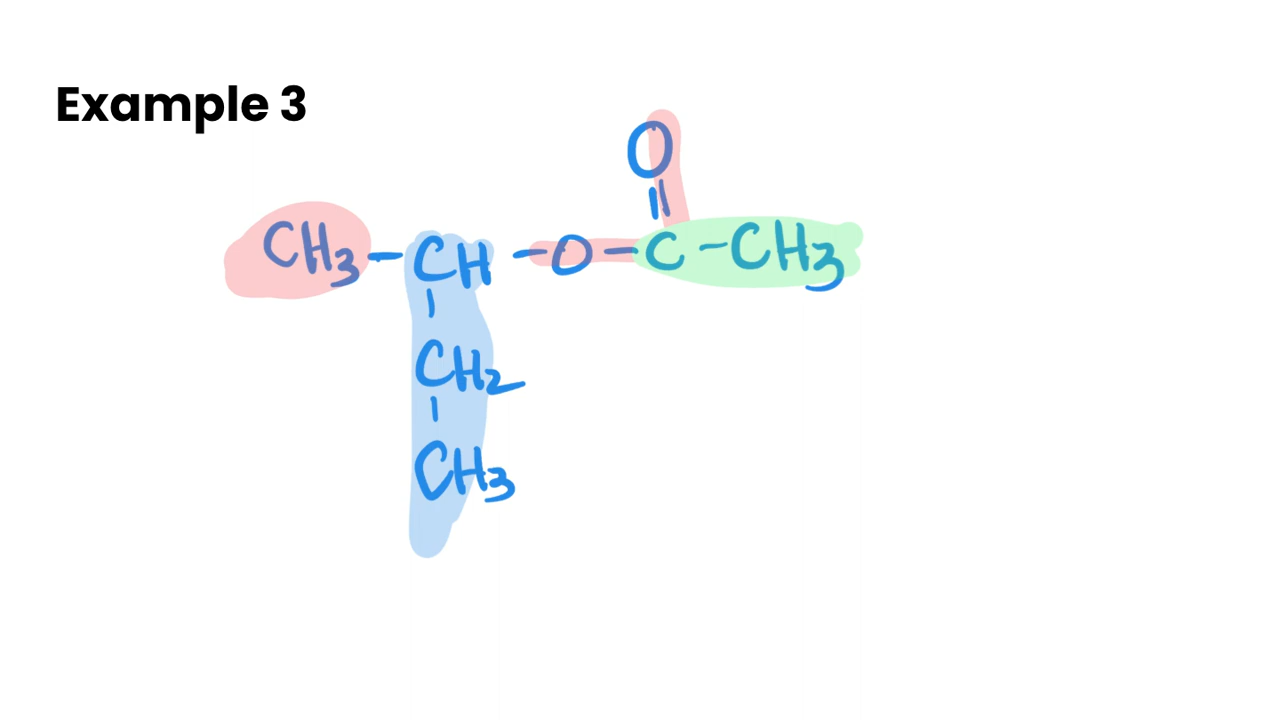 Example 3
O
||
CH3-CH-O-C-CH3
|
CH2
|
CH3